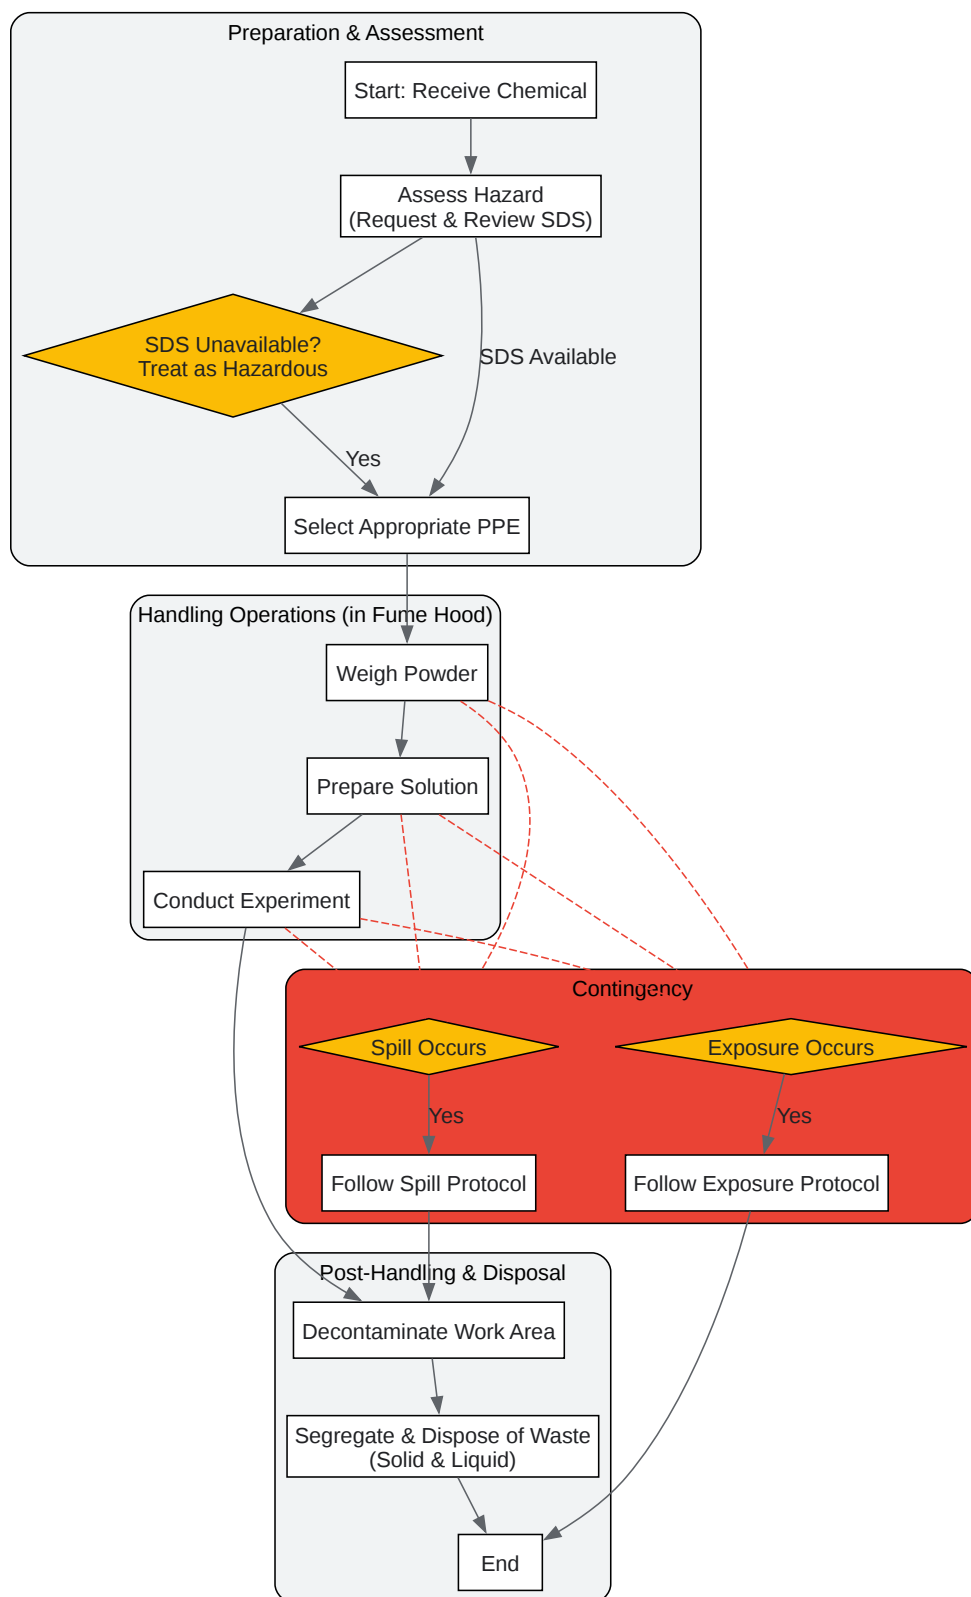 Preparation & Assessment
Start: Receive Chemical
Assess Hazard
(Request & Review SDS)
SDS Unavailable?
Treat as Hazardous
SDS Available
Yes
Select Appropriate PPE
Handling Operations (in Fume Hood)
Weigh Powder
Prepare Solution
Conduct Experiment
Contingency
Spill Occurs
Exposure Occurs
Yes
Yes
Follow Spill Protocol
Follow Exposure Protocol
Post-Handling & Disposal
Decontaminate Work Area
Segregate & Dispose of Waste
(Solid & Liquid)
End